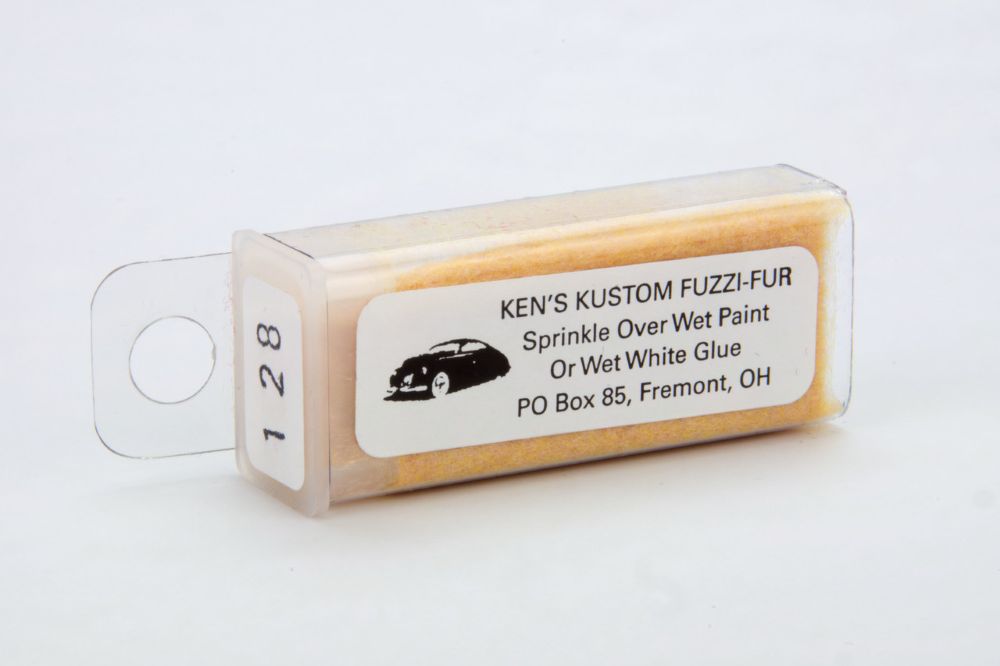 KEN'S KUSTOM FUZZI-FUR
Sprinkle Over Wet Paint
Or Wet White Glue
PO Box 85, Fremont, OH
1 28